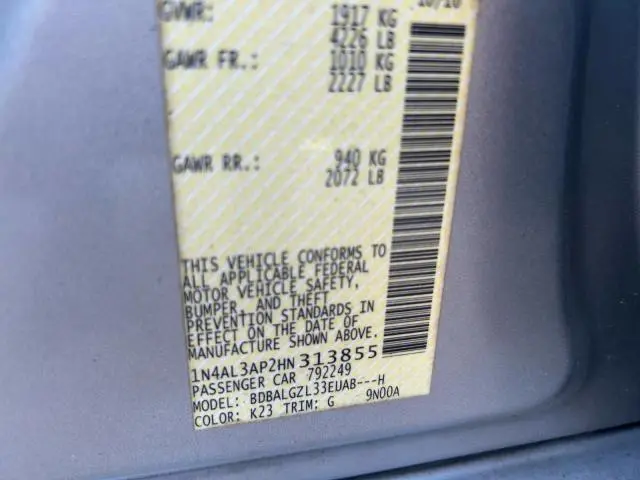 GVWR: 1917 KG
4226 LB
GAWR FR.: 1010 KG
2227 LB
GAWR RR.: 940 KG
2072 LB
THIS VEHICLE CONFORMS TO
ALL APPLICABLE FEDERAL
MOTOR VEHICLE SAFETY,
BUMPER, AND THEFT
PREVENTION STANDARDS IN
EFFECT ON THE DATE OF
MANUFACTURE SHOWN ABOVE.
1N4AL3AP2HN313855
PASSENGER CAR 792249
MODEL: BDBALGZL33EUAB---H
COLOR: K23 TRIM: G 9N00A